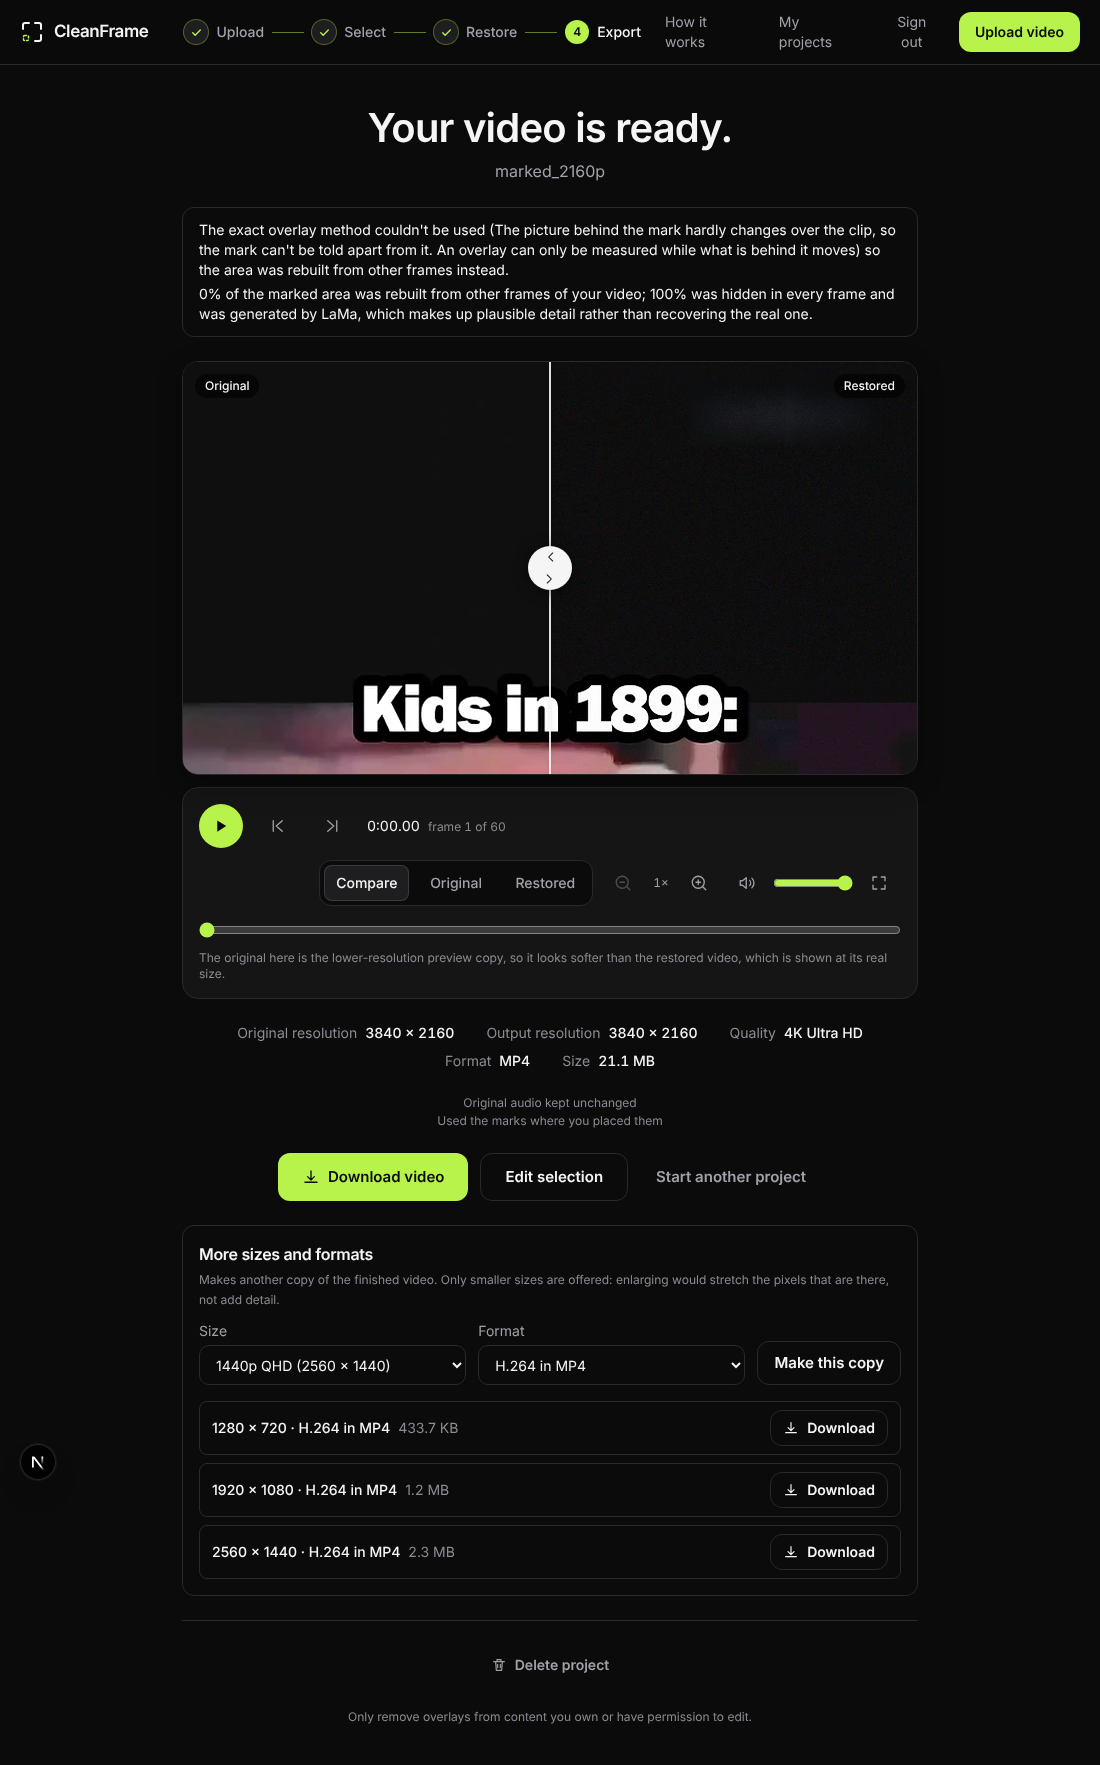 CleanFrame
Upload
Select
Restore
4
Export
How it
works
My
projects
Sign
out
Upload video
Your video is ready.
marked_2160p
The exact overlay method couldn't be used (The picture behind the mark hardly changes over the clip, so
the mark can't be told apart from it. An overlay can only be measured while what is behind it moves) so
the area was rebuilt from other frames instead.
0% of the marked area was rebuilt from other frames of your video; 100% was hidden in every frame and
was generated by LaMa, which makes up plausible detail rather than recovering the real one.
Original
Restored
Kids in 1899:
0:00.00 frame 1 of 60
Compare
Original
Restored
1×
The original here is the lower-resolution preview copy, so it looks softer than the restored video, which is shown at its real
size.
Original resolution 3840 × 2160 Output resolution 3840 × 2160 Quality 4K Ultra HD
Format MP4 Size 21.1 MB
Original audio kept unchanged
Used the marks where you placed them
Download video
Edit selection
Start another project
More sizes and formats
Makes another copy of the finished video. Only smaller sizes are offered: enlarging would stretch the pixels that are there,
not add detail.
Size
Format
1440p QHD (2560 × 1440)
H.264 in MP4
Make this copy
1280 × 720 · H.264 in MP4 433.7 KB
Download
1920 × 1080 · H.264 in MP4 1.2 MB
Download
2560 × 1440 · H.264 in MP4 2.3 MB
Download
N
Delete project
Only remove overlays from content you own or have permission to edit.